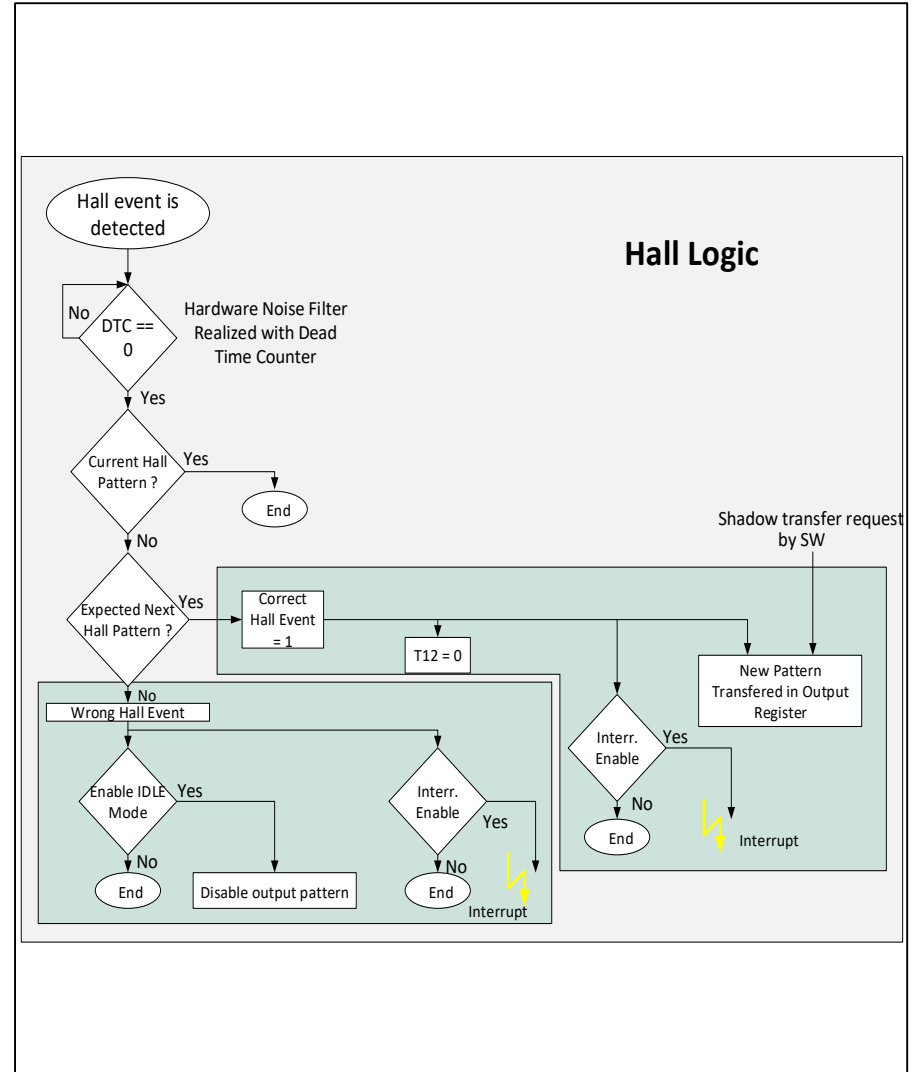 Hall event is
detected
Hall Logic
No
DTC ==
0
Hardware Noise Filter
Realized with Dead
Time Counter
Yes
Current Hall
Pattern ?
Yes
End
No
Shadow transfer request
by SW
Expected Next
Hall Pattern ?
Yes
Correct
Hall Event
= 1
T12 = 0
New Pattern
Transfered in Output
Register
No
Wrong Hall Event
Interr.
Enable
Yes
No
End
Interrupt
Enable IDLE
Mode
Yes
No
End
Disable output pattern
Interr.
Enable
Yes
No
End
Interrupt